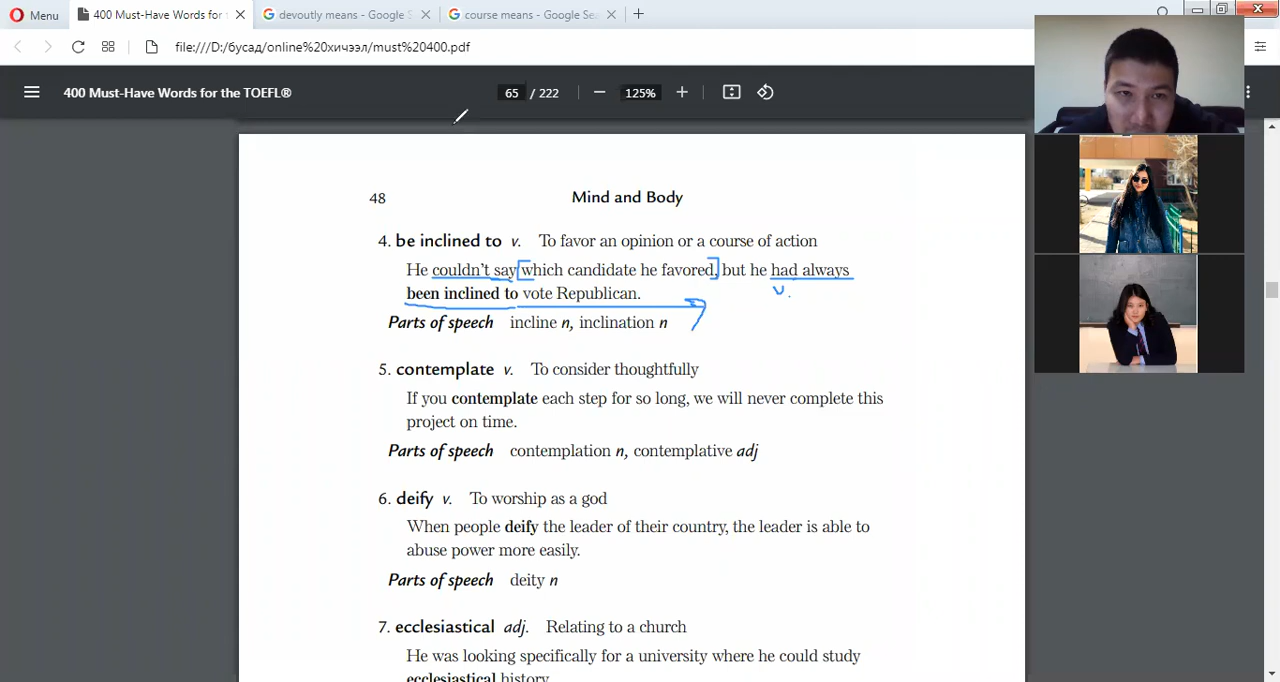 Menu
400 Must-Have Words for
devoutly means - Google S
course means - Google Sea
file:///D:/бусад/online%20хичээл/must%20400.pdf
400 Must-Have Words for the TOEFL®
65 / 222
125%
48 Mind and Body
4. be inclined to v. To favor an opinion or a course of action
He couldn't say which candidate he favored, but he had always
been inclined to vote Republican.
v.
Parts of speech incline n, inclination n
5. contemplate v. To consider thoughtfully
If you contemplate each step for so long, we will never complete this
project on time.
Parts of speech contemplation n, contemplative adj
6. deify v. To worship as a god
When people deify the leader of their country, the leader is able to
abuse power more easily.
Parts of speech deity n
7. ecclesiastical adj. Relating to a church
He was looking specifically for a university where he could study
ecclesiastical history.